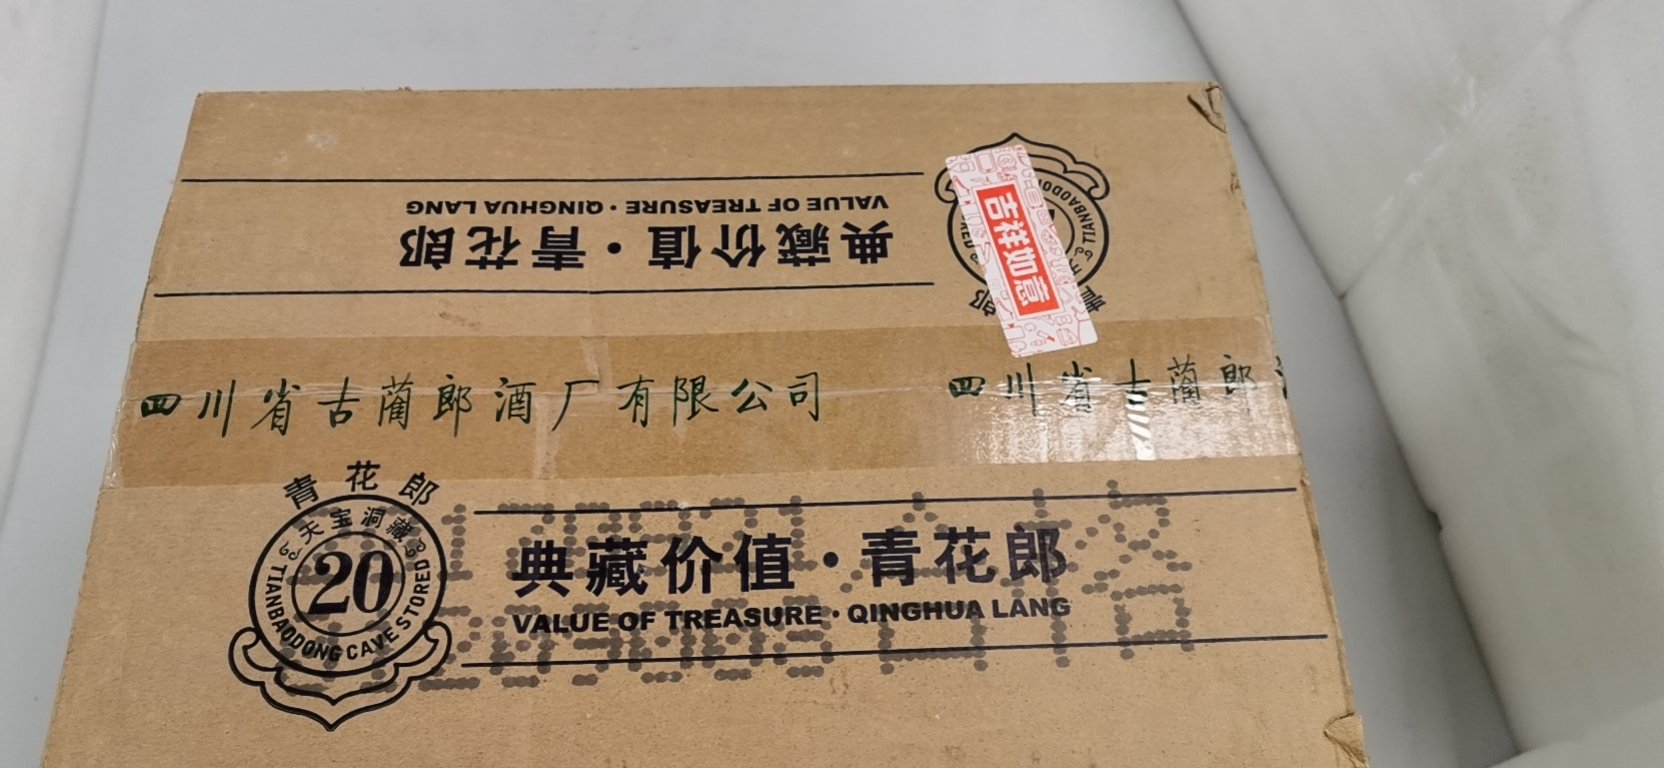 VALUE OF TREASURE·QINGHUA LANG
典藏价值·青花郎
吉祥如意
四川省古蔺郎酒厂有限公司
四川省古蔺郎
青花郎
天宝洞藏
20
TIANBAODONG CAVE STORED
典藏价值·青花郎
VALUE OF TREASURE·QINGHUA LANG
合格